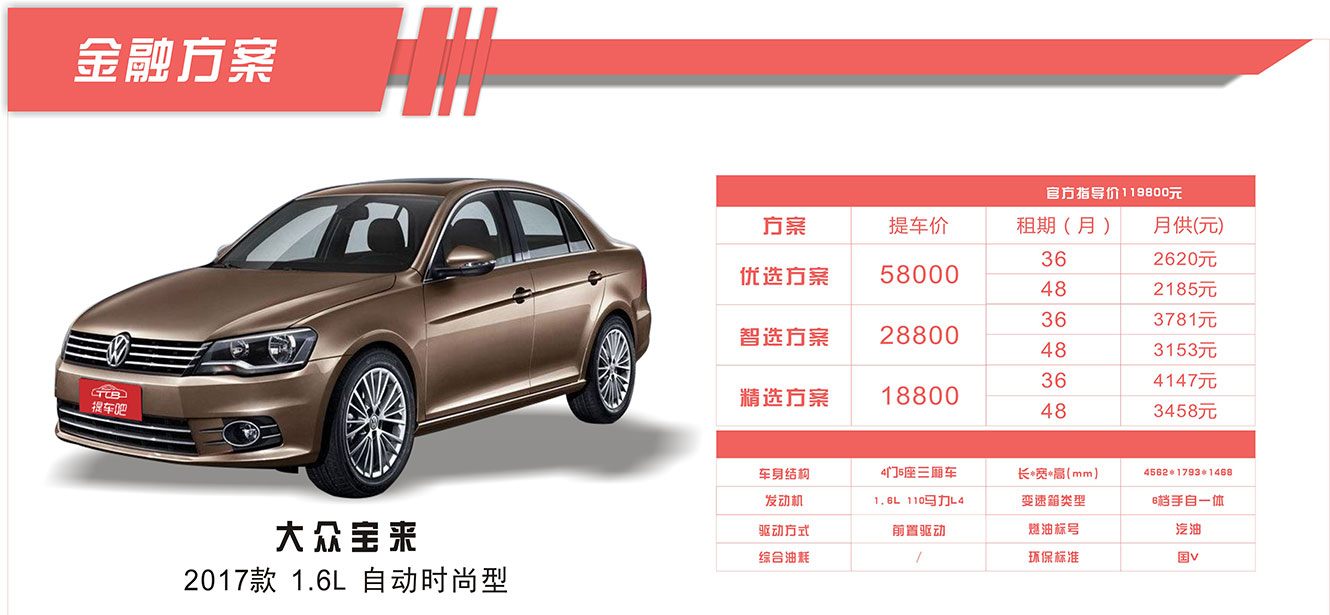 金融方案
官方指导价119800元
方案 提车价 租期（月） 月供(元)
优选方案 58000 36 2620元
48 2185元
智选方案 28800 36 3781元
48 3153元
精选方案 18800 36 4147元
48 3458元
车身结构 4门5座三厢车 长*宽*高(mm) 4562*1793*1468
发动机 1.6L 110马力L4 变速箱类型 6档手自一体
驱动方式 前置驱动 燃油标号 汽油
综合油耗 / 环保标准 国V
TCB
提车吧
大众宝来
2017款 1.6L 自动时尚型